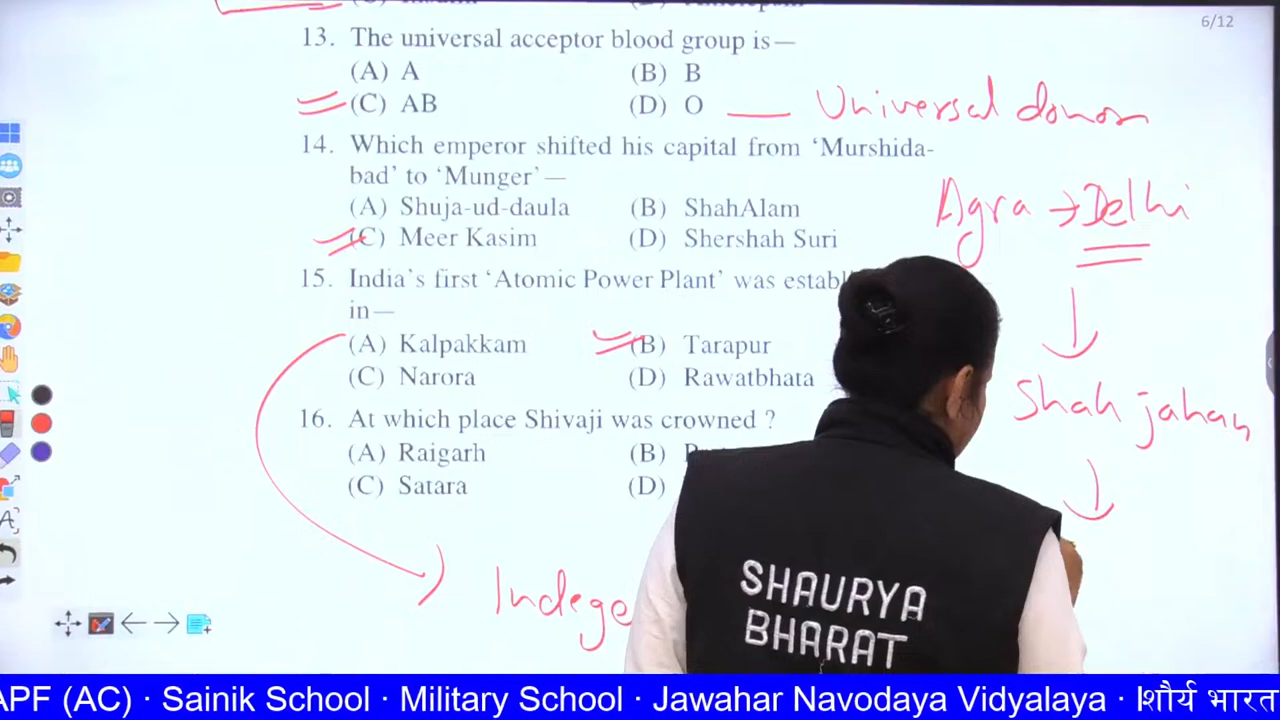 6/12
13. The universal acceptor blood group is—
(A) A (B) B
(C) AB (D) O — Universal donor
14. Which emperor shifted his capital from ‘Murshida-
bad’ to ‘Munger’—
(A) Shuja-ud-daula (B) ShahAlam
Agra → Delhi
(C) Meer Kasim (D) Shershah Suri
15. India’s first ‘Atomic Power Plant’ was estab
in—
(A) Kalpakkam (B) Tarapur
(C) Narora (D) Rawatbhata
Shah jahan
16. At which place Shivaji was crowned ?
(A) Raigarh (B)
(C) Satara (D)
Indege
SHAURYA
BHARAT
APF (AC) · Sainik School · Military School · Jawahar Navodaya Vidyalaya ·
शौर्य भारत